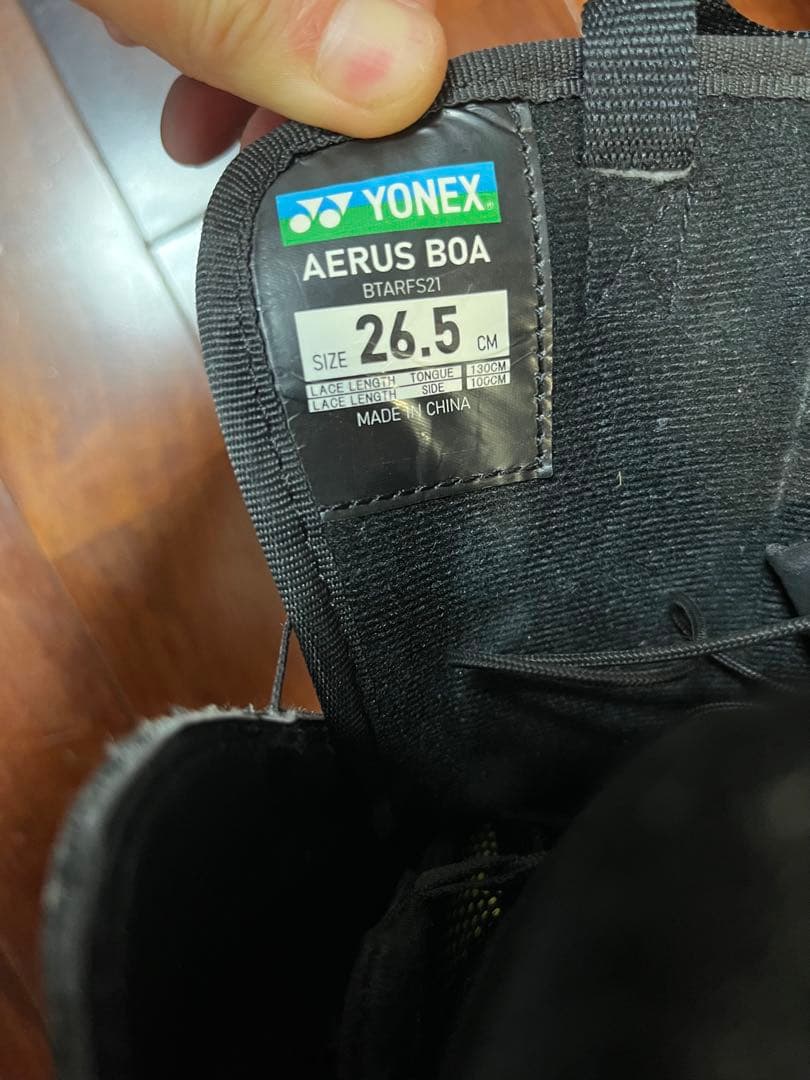 YONEX
AERUS BOA
BTARFS21
SIZE 26.5 CM
LACE LENGTH TONGUE 130CM
LACE LENGTH SIDE 100CM
MADE IN CHINA